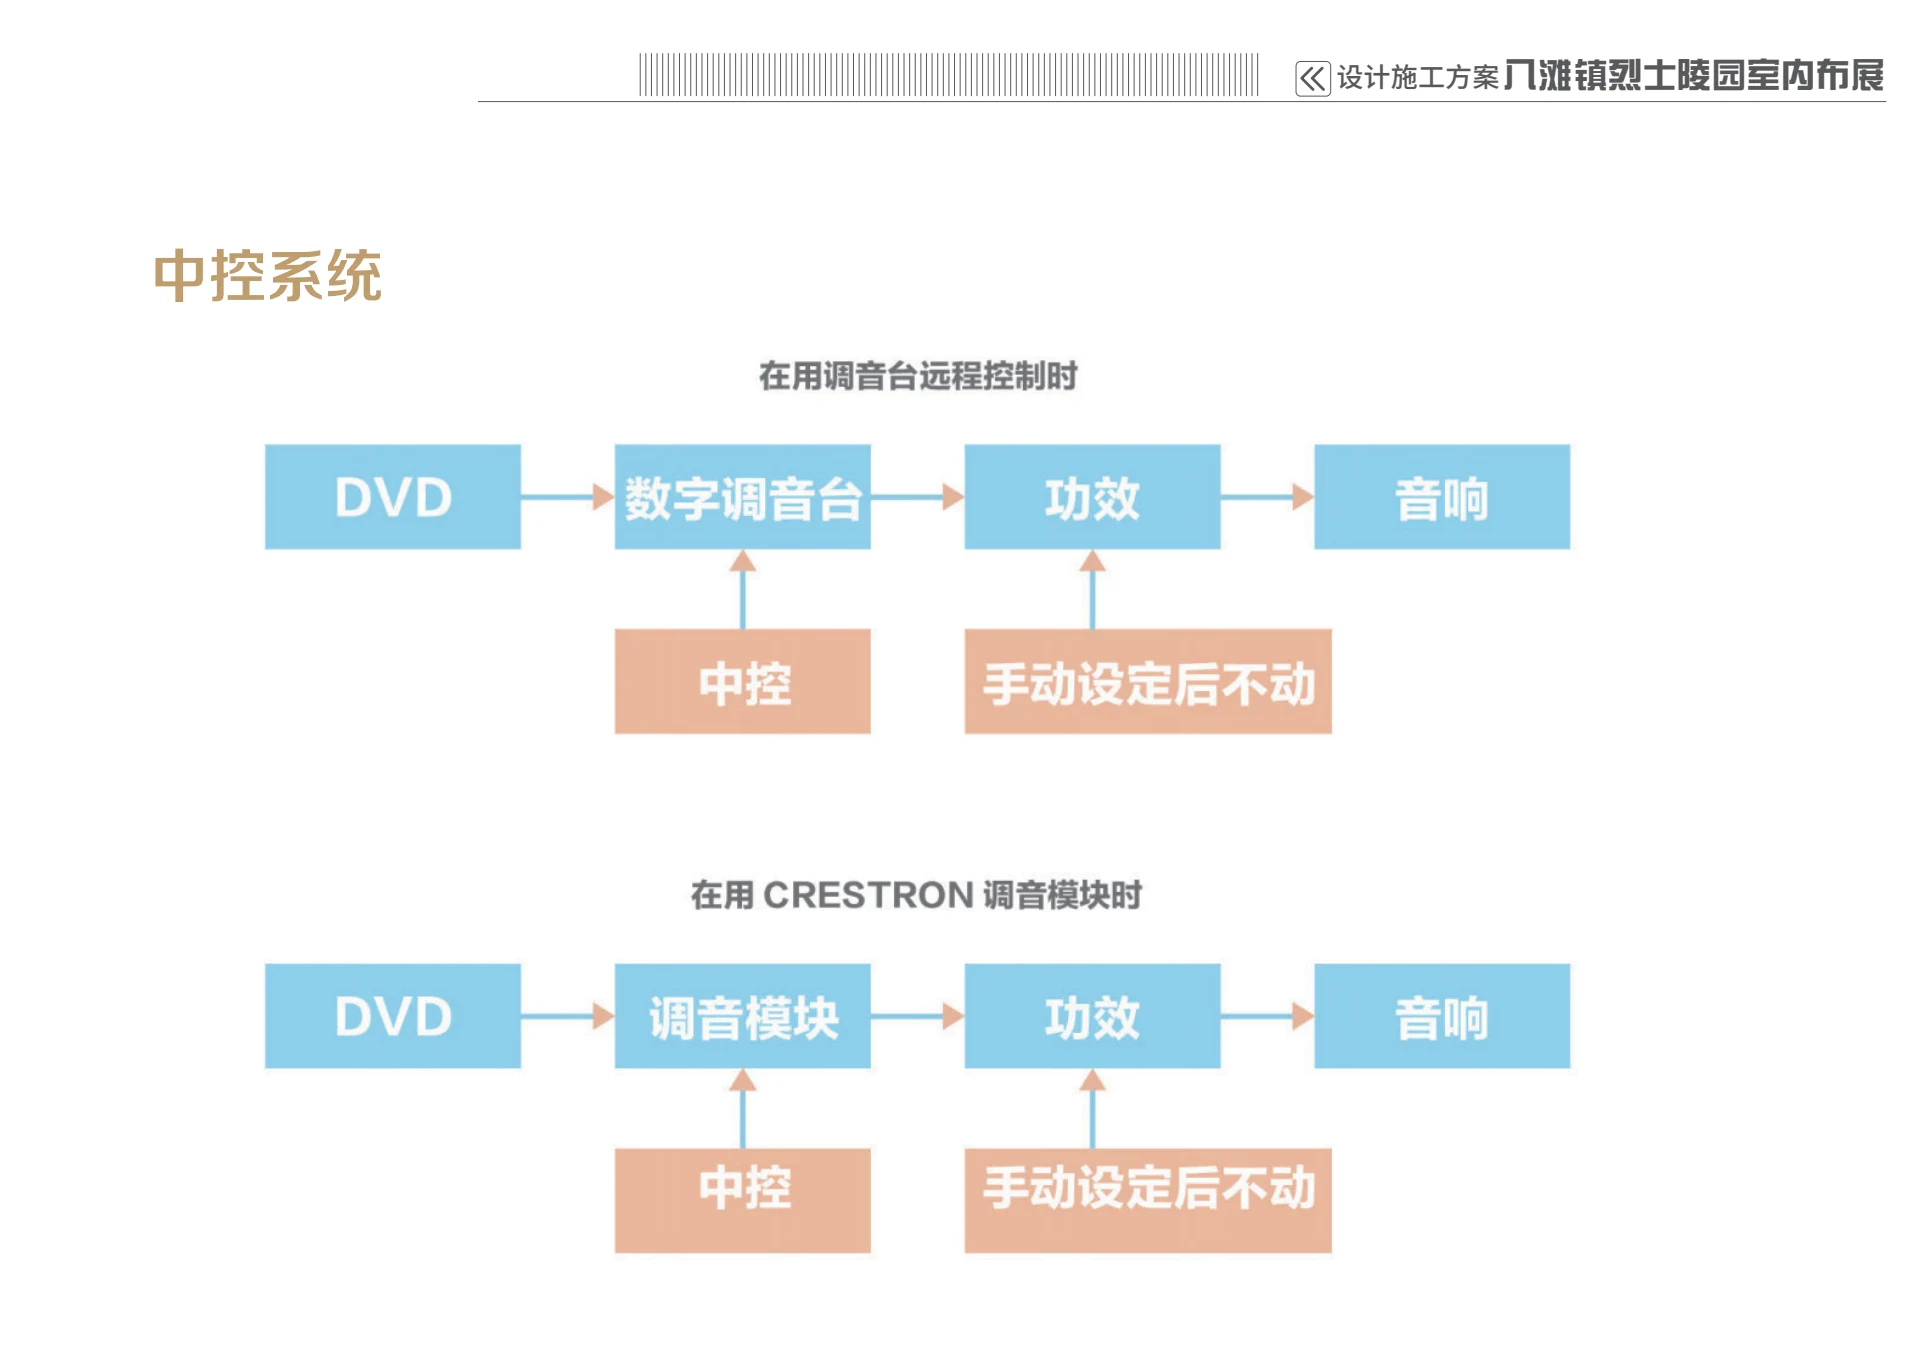 设计施工方案八滩镇烈士陵园室内布展
中控系统
在用调音台远程控制时
DVD
数字调音台
功效
音响
中控
手动设定后不动
在用 CRESTRON 调音模块时
DVD
调音模块
功效
音响
中控
手动设定后不动